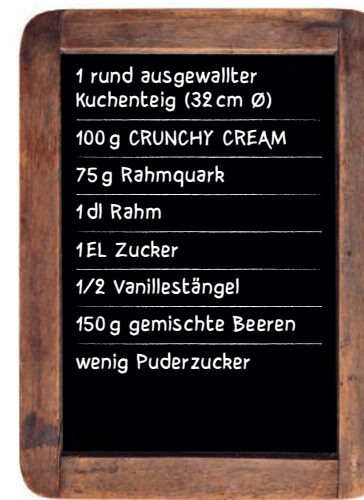 1 rund ausgewallter
Kuchenteig (32 cm Ø)
100 g CRUNCHY CREAM
75 g Rahmquark
1 dl Rahm
1 EL Zucker
1/2 Vanillestängel
150 g gemischte Beeren
wenig Puderzucker